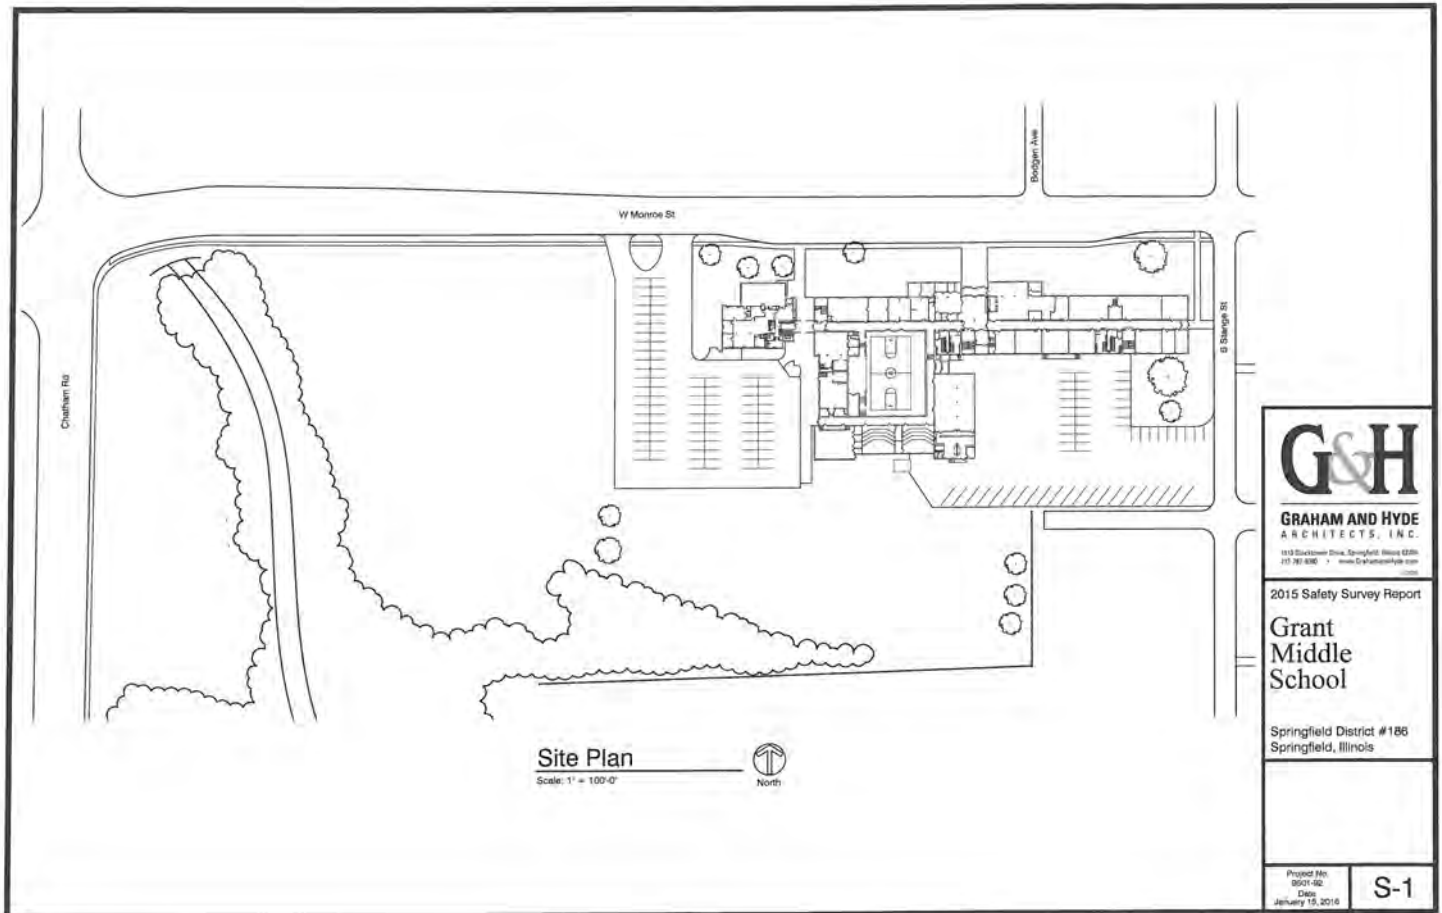 Bodgen Ave
W Monroe St
Chatham Rd
S Stange St
G&H
GRAHAM AND HYDE
ARCHITECTS, INC.
2015 Safety Survey Report
Grant
Middle
School
Springfield District #186
Springfield, Illinois
Site Plan
Scale: 1" = 100'-0"
North
Project No.
Date
January 15, 2016
S-1